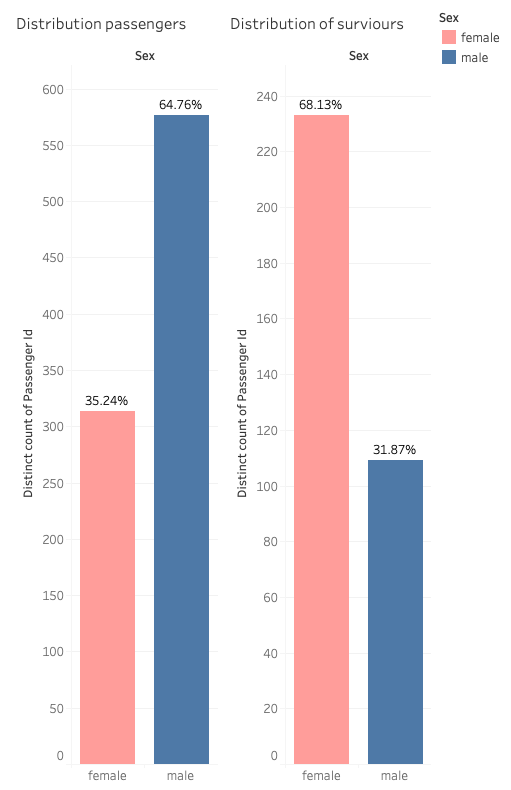 Distribution passengers
Sex
64.76%
35.24%
600
550
500
450
400
350
300
250
200
150
100
50
0
Distinct count of Passenger Id
female
male
Distribution of surviours
Sex
68.13%
31.87%
240
220
200
180
160
140
120
100
80
60
40
20
0
Distinct count of Passenger Id
female
male
Sex
female
male